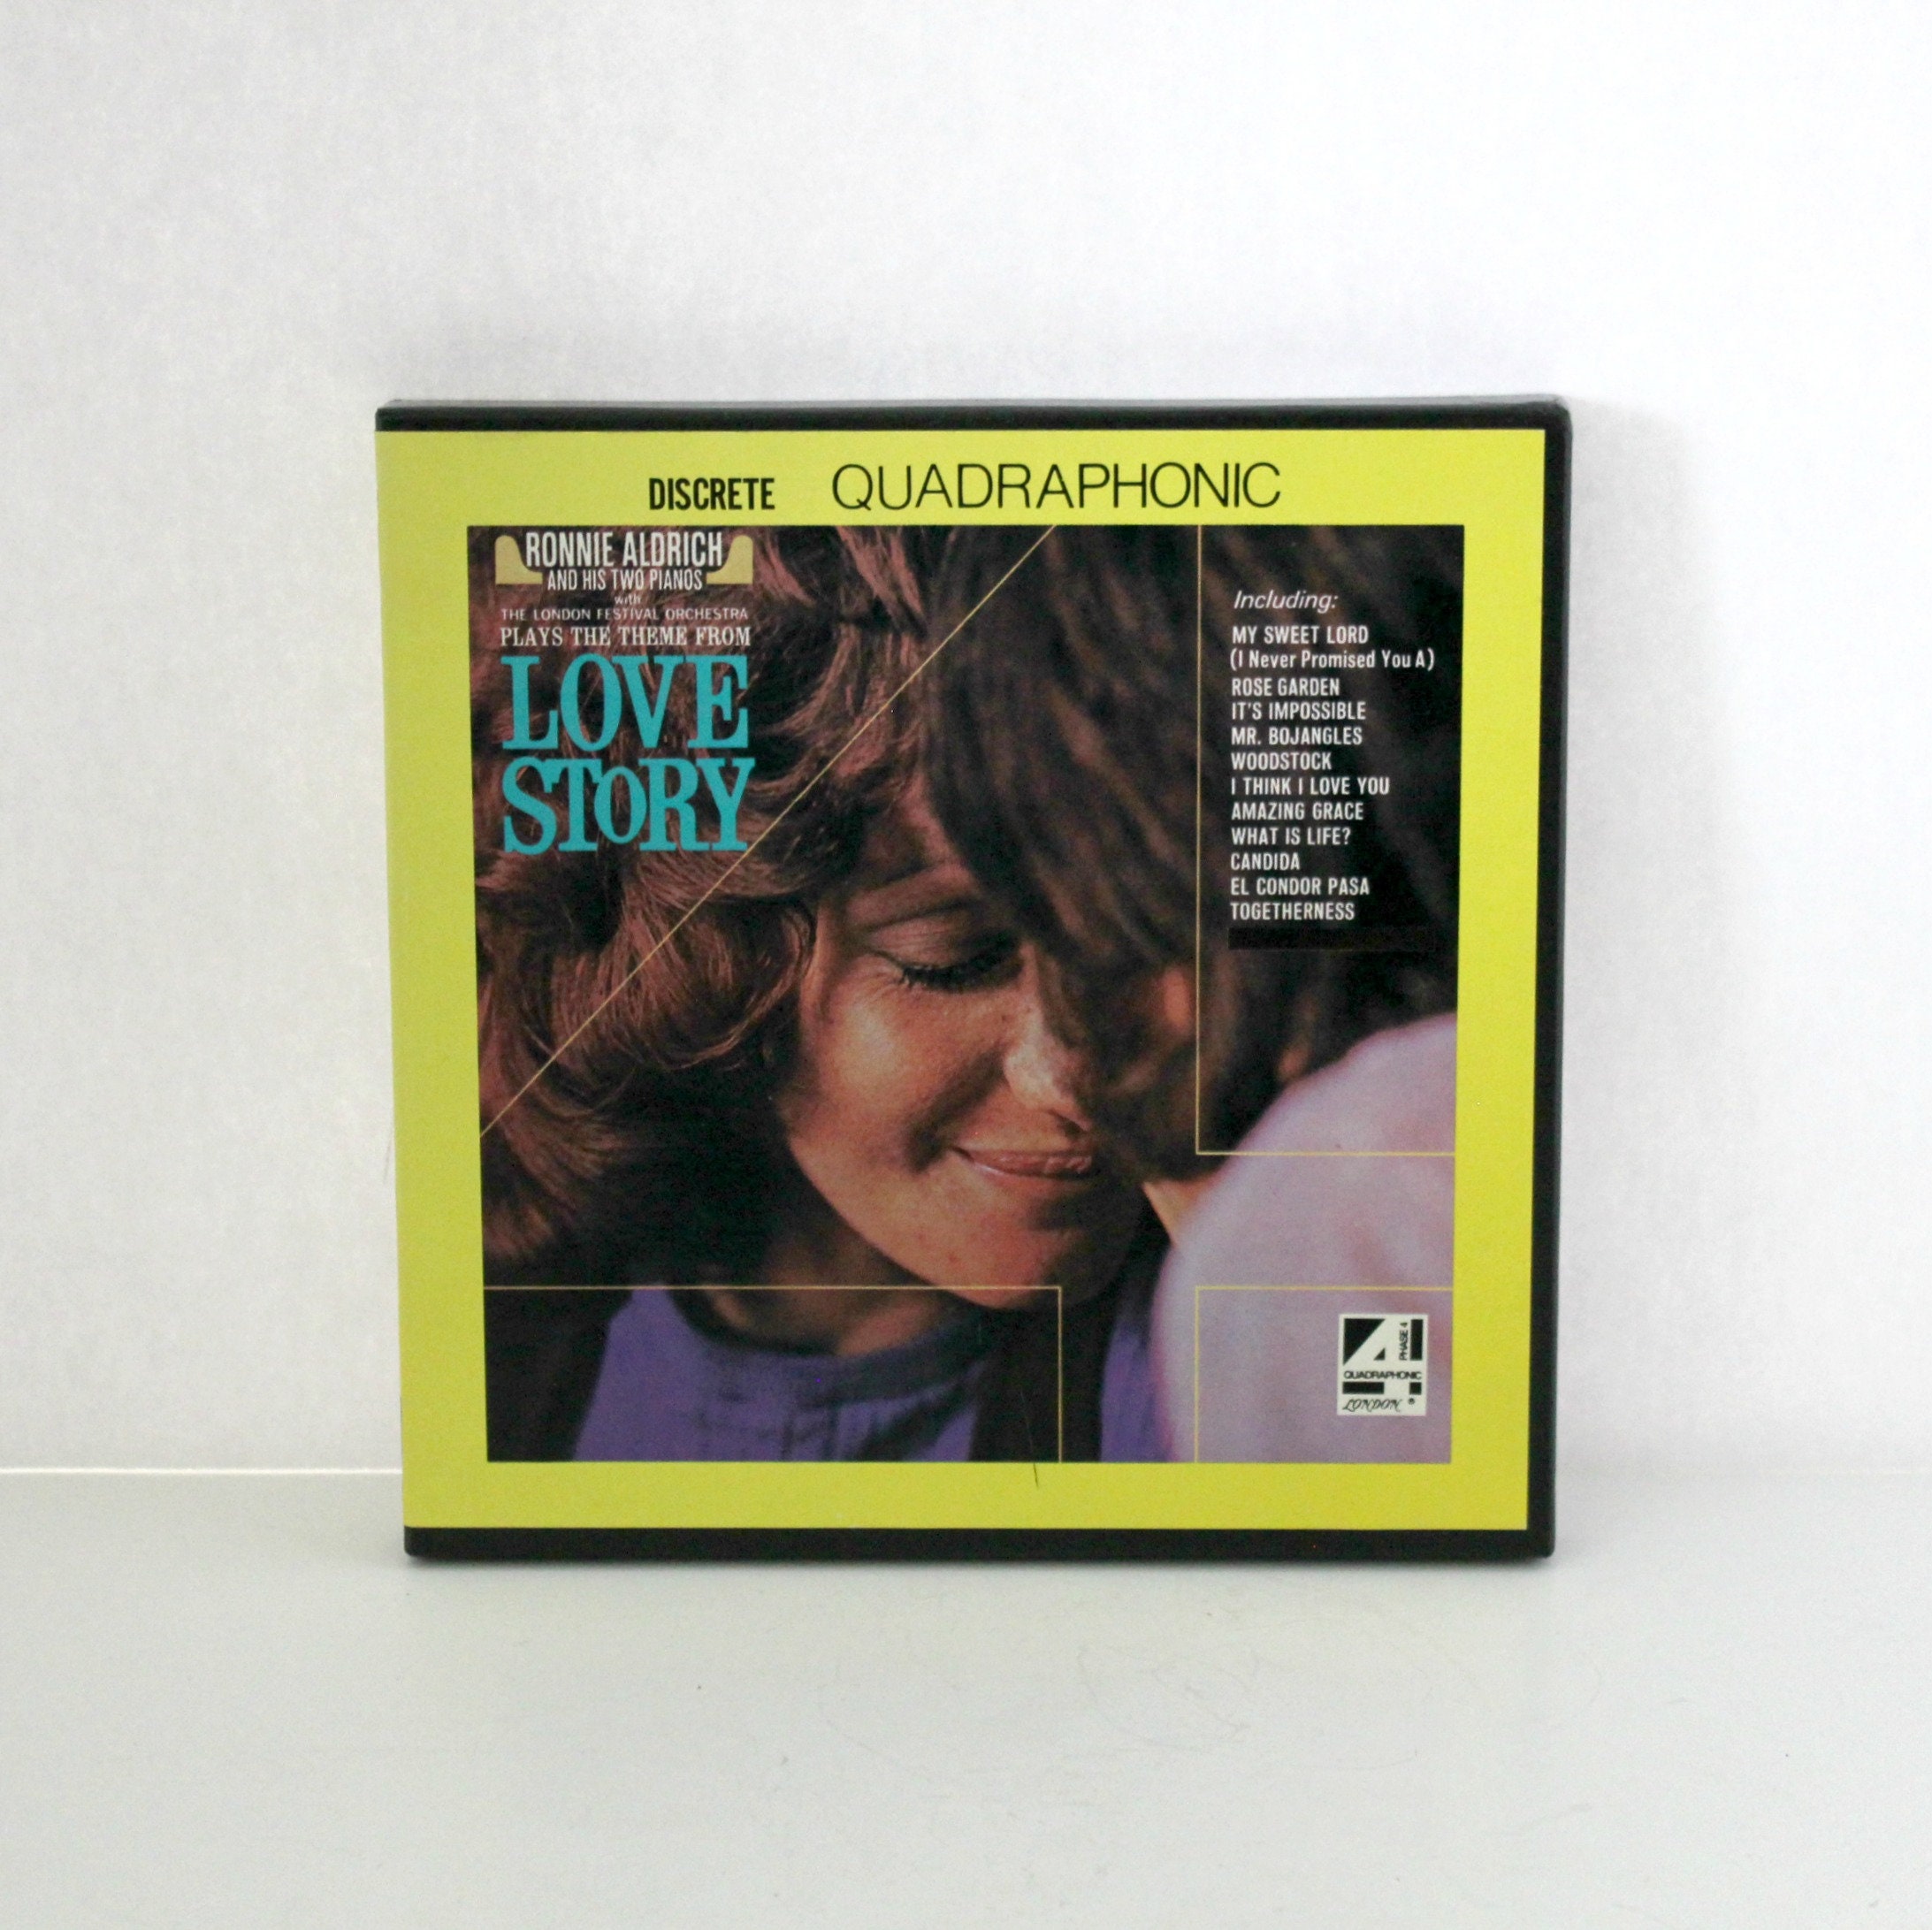 DISCRETE QUADRAPHONIC
RONNIE ALDRICH
AND HIS TWO PIANOS
with
THE LONDON FESTIVAL ORCHESTRA
PLAYS THE THEME FROM
LOVE
STORY
Including:
MY SWEET LORD
(I Never Promised You A)
ROSE GARDEN
IT'S IMPOSSIBLE
MR. BOJANGLES
WOODSTOCK
I THINK I LOVE YOU
AMAZING GRACE
WHAT IS LIFE?
CANDIDA
EL CONDOR PASA
TOGETHERNESS
4 PHASE 4
QUADRAPHONIC
LONDON ®